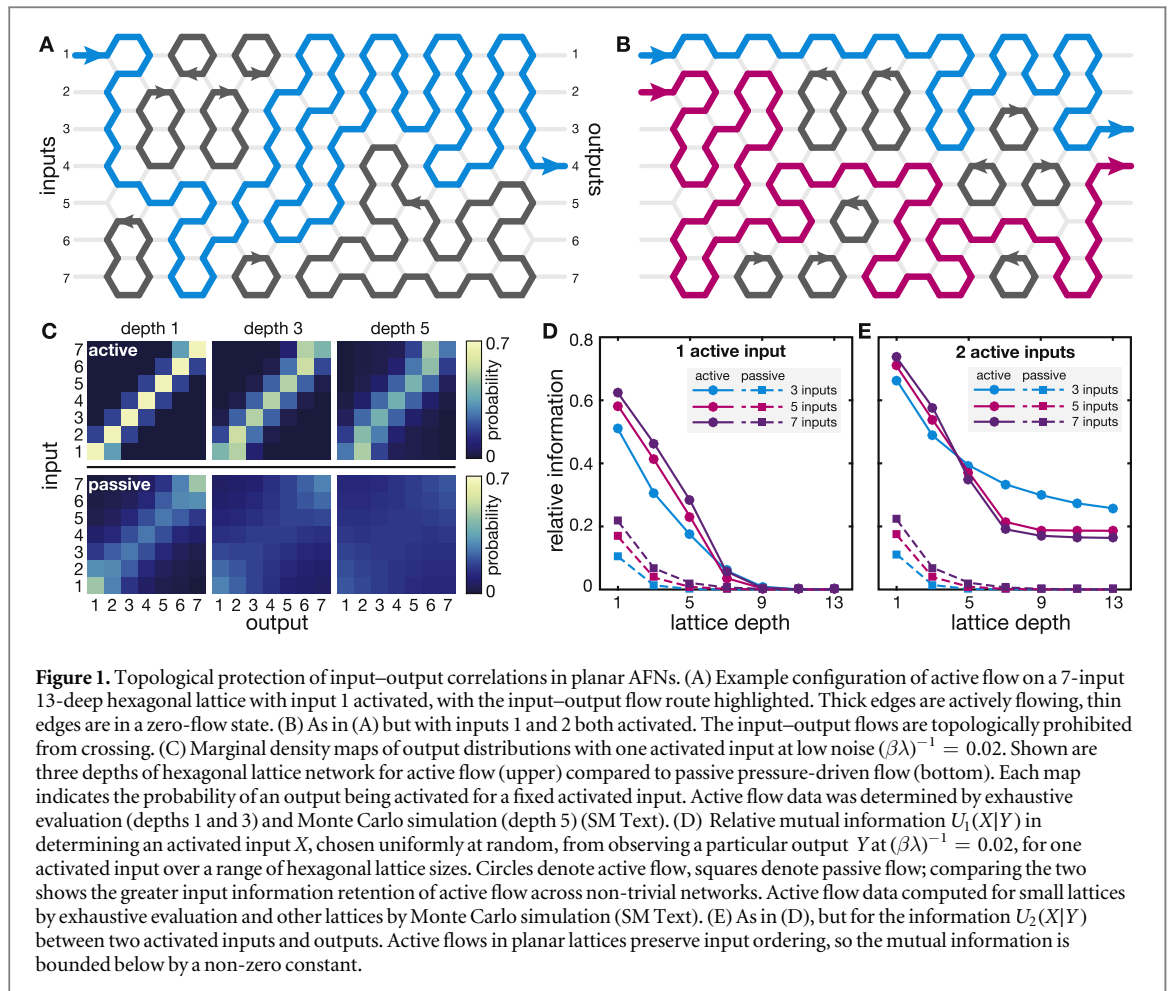 A
1
2
3
4
5
6
7
inputs
1
2
3
4
5
6
7
outputs
B
C
depth 1
depth 3
depth 5
active
7
6
5
4
3
2
1
0.7
probability
0
input
passive
7
6
5
4
3
2
1
0.7
probability
0
1 2 3 4 5 6 7
1 2 3 4 5 6 7
1 2 3 4 5 6 7
output
D
1 active input
active passive
3 inputs
5 inputs
7 inputs
0.8
0.6
0.4
0.2
0
relative information
1 5 9 13
lattice depth
E
2 active inputs
active passive
3 inputs
5 inputs
7 inputs
1 5 9 13
lattice depth
Figure 1. Topological protection of input–output correlations in planar AFNs. (A) Example configuration of active flow on a 7-input
13-deep hexagonal lattice with input 1 activated, with the input–output flow route highlighted. Thick edges are actively flowing, thin
edges are in a zero-flow state. (B) As in (A) but with inputs 1 and 2 both activated. The input–output flows are topologically prohibited
from crossing. (C) Marginal density maps of output distributions with one activated input at low noise (βλ)⁻¹ = 0.02. Shown are
three depths of hexagonal lattice network for active flow (upper) compared to passive pressure-driven flow (bottom). Each map
indicates the probability of an output being activated for a fixed activated input. Active flow data was determined by exhaustive
evaluation (depths 1 and 3) and Monte Carlo simulation (depth 5) (SM Text). (D) Relative mutual information U₁(X|Y) in
determining an activated input X, chosen uniformly at random, from observing a particular output Y at (βλ)⁻¹ = 0.02, for one
activated input over a range of hexagonal lattice sizes. Circles denote active flow, squares denote passive flow; comparing the two
shows the greater input information retention of active flow across non-trivial networks. Active flow data computed for small lattices
by exhaustive evaluation and other lattices by Monte Carlo simulation (SM Text). (E) As in (D), but for the information U₂(X|Y)
between two activated inputs and outputs. Active flows in planar lattices preserve input ordering, so the mutual information is
bounded below by a non-zero constant.